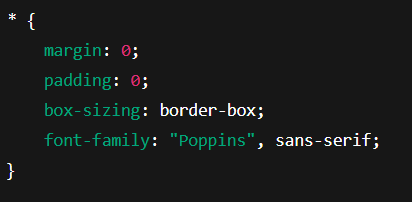 * {
    margin: 0;
    padding: 0;
    box-sizing: border-box;
    font-family: "Poppins", sans-serif;
}